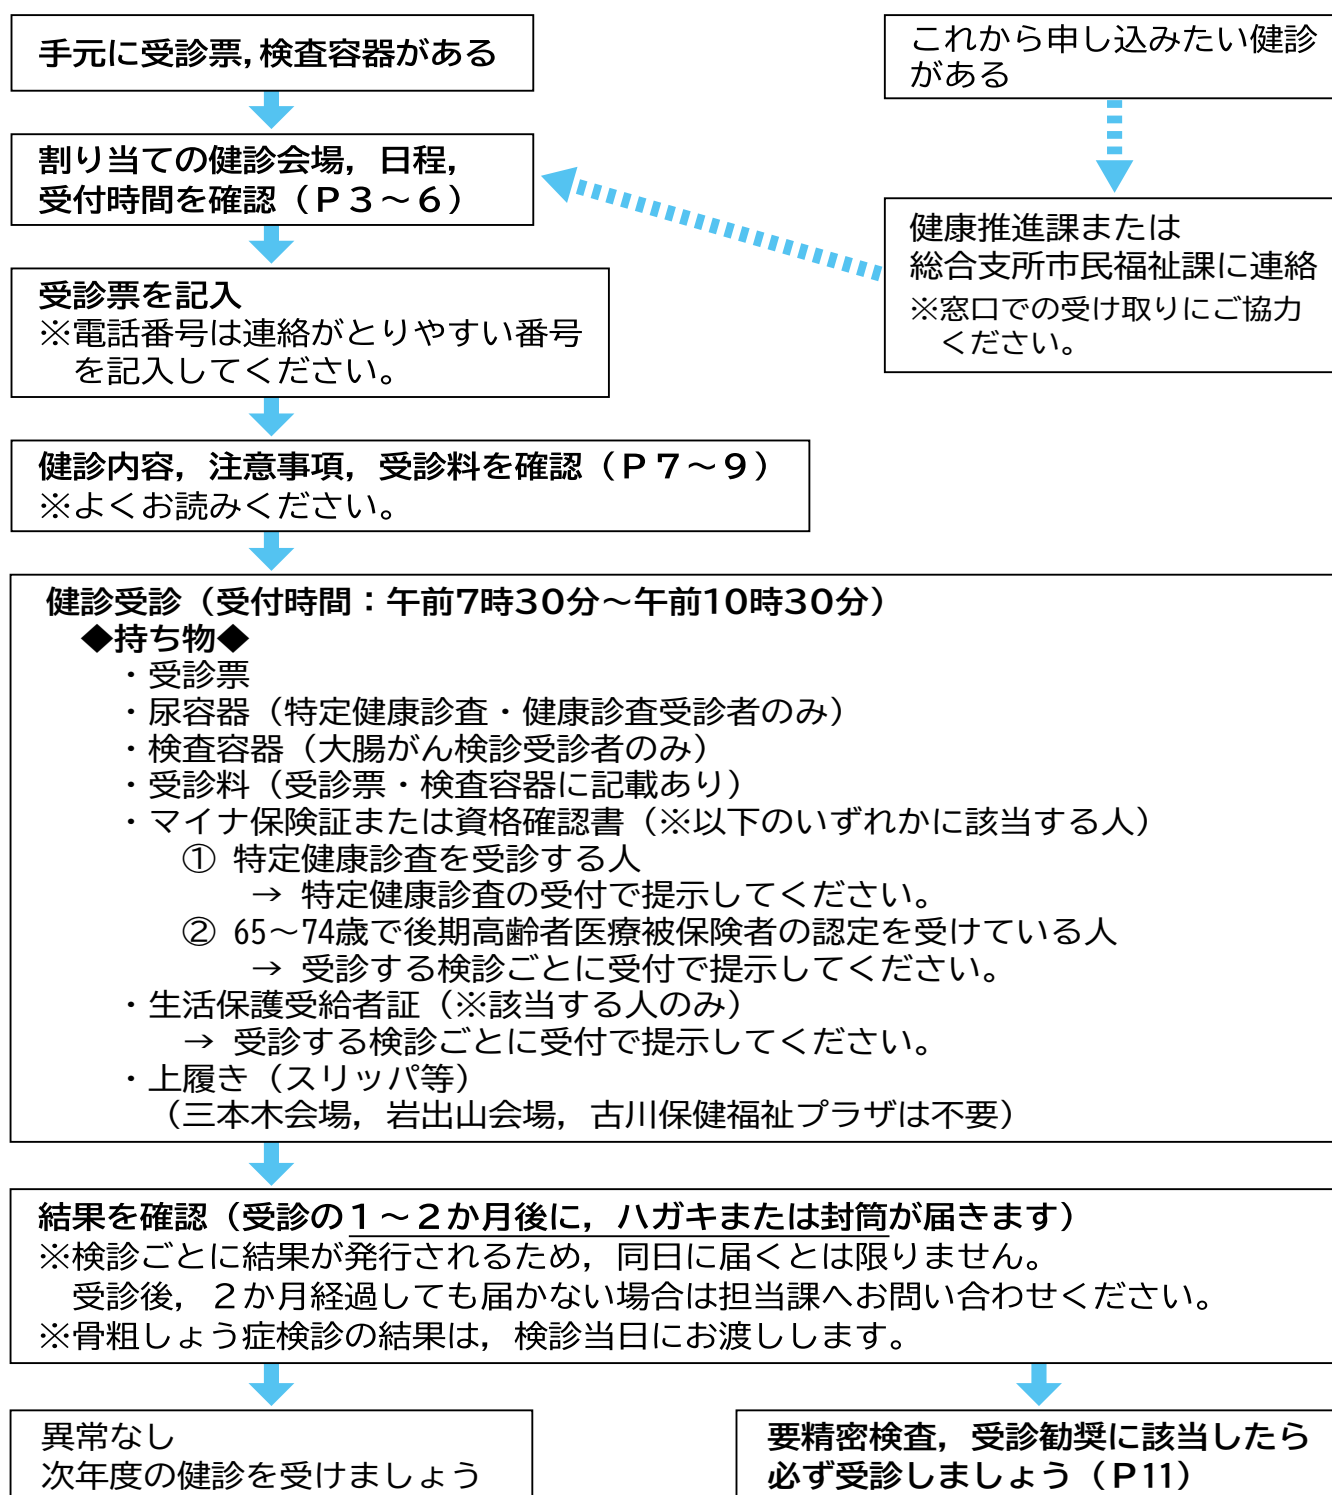 手元に受診票，検査容器がある
これから申し込みたい健診
がある
割り当ての健診会場，日程，
受付時間を確認（Ｐ３～６）
健康推進課または
総合支所市民福祉課に連絡
※窓口での受け取りにご協力
ください。
受診票を記入
※電話番号は連絡がとりやすい番号
を記入してください。
健診内容，注意事項，受診料を確認（Ｐ７～９）
※よくお読みください。
健診受診（受付時間：午前7時30分～午前10時30分）
◆持ち物◆
・受診票
・尿容器（特定健康診査・健康診査受診者のみ）
・検査容器（大腸がん検診受診者のみ）
・受診料（受診票・検査容器に記載あり）
・マイナ保険証または資格確認書（※以下のいずれかに該当する人）
① 特定健康診査を受診する人
→ 特定健康診査の受付で提示してください。
② 65～74歳で後期高齢者医療被保険者の認定を受けている人
→ 受診する検診ごとに受付で提示してください。
・生活保護受給者証（※該当する人のみ）
→ 受診する検診ごとに受付で提示してください。
・上履き（スリッパ等）
（三本木会場，岩出山会場，古川保健福祉プラザは不要）
結果を確認（受診の１～２か月後に，ハガキまたは封筒が届きます）
※検診ごとに結果が発行されるため，同日に届くとは限りません。
受診後，２か月経過しても届かない場合は担当課へお問い合わせください。
※骨粗しょう症検診の結果は，検診当日にお渡しします。
異常なし
次年度の健診を受けましょう
要精密検査，受診勧奨に該当したら
必ず受診しましょう（Ｐ11）